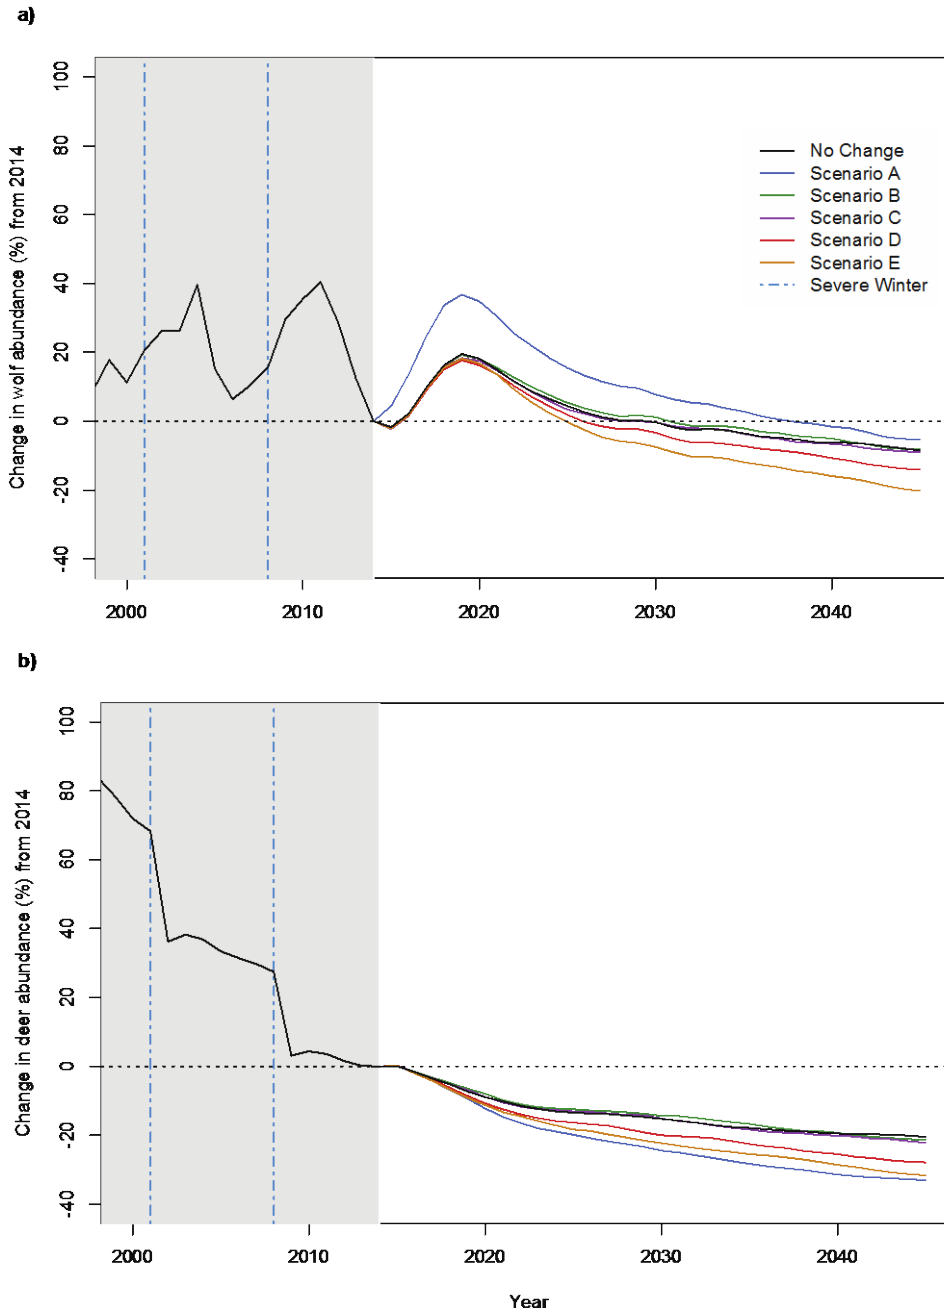 a)
Change in wolf abundance (%) from 2014
100
80
60
40
20
0
-20
-40
No Change
Scenario A
Scenario B
Scenario C
Scenario D
Scenario E
Severe Winter
2000 2010 2020 2030 2040
b)
Change in deer abundance (%) from 2014
100
80
60
40
20
0
-20
-40
2000 2010 2020 2030 2040
Year